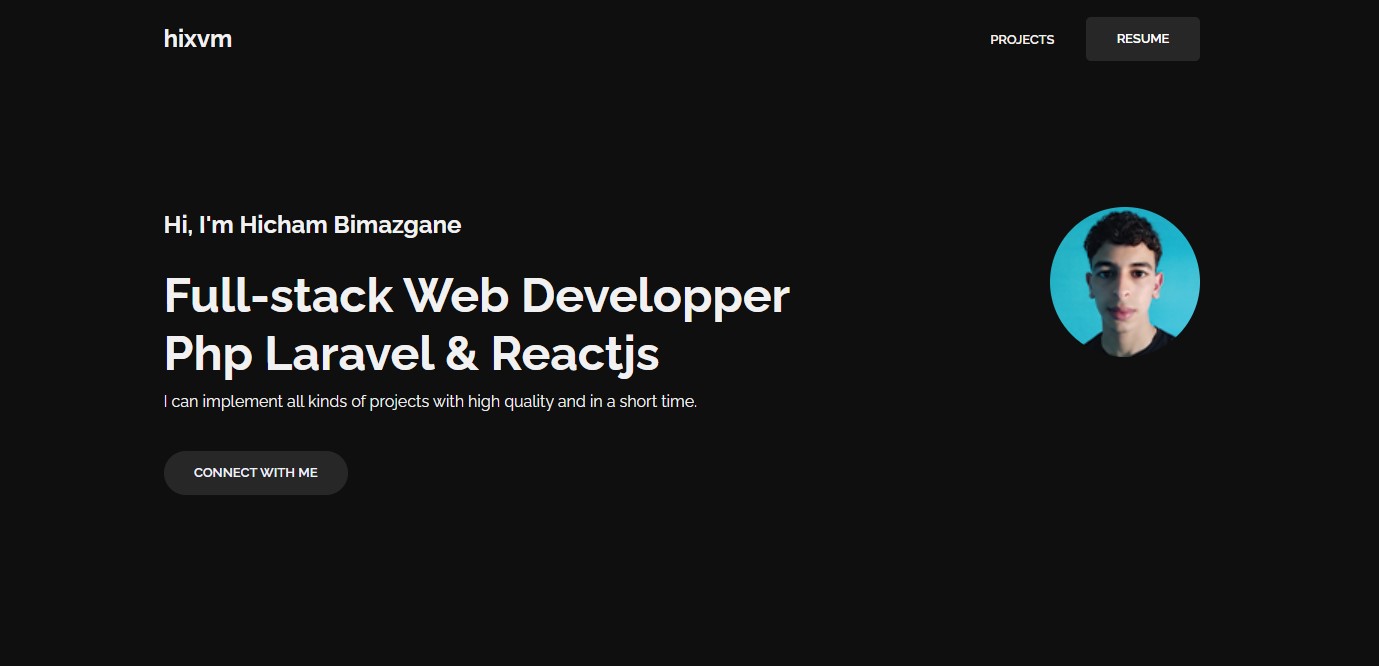 hixvm
PROJECTS
RESUME
Hi, I'm Hicham Bimazgane
Full-stack Web Developper
Php Laravel & Reactjs
I can implement all kinds of projects with high quality and in a short time.
CONNECT WITH ME